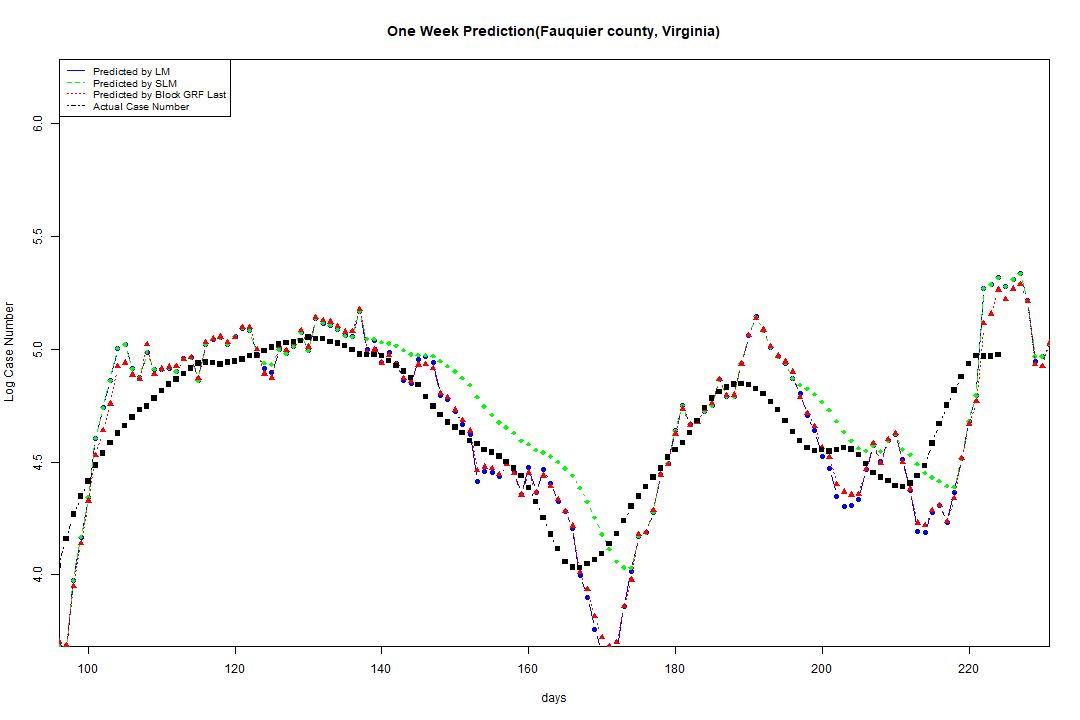 One Week Prediction(Fauquier county, Virginia)
Predicted by LM
Predicted by SLM
Predicted by Block GRF Last
Actual Case Number
6.0
5.5
5.0
4.5
4.0
Log Case Number
100 120 140 160 180 200 220
days